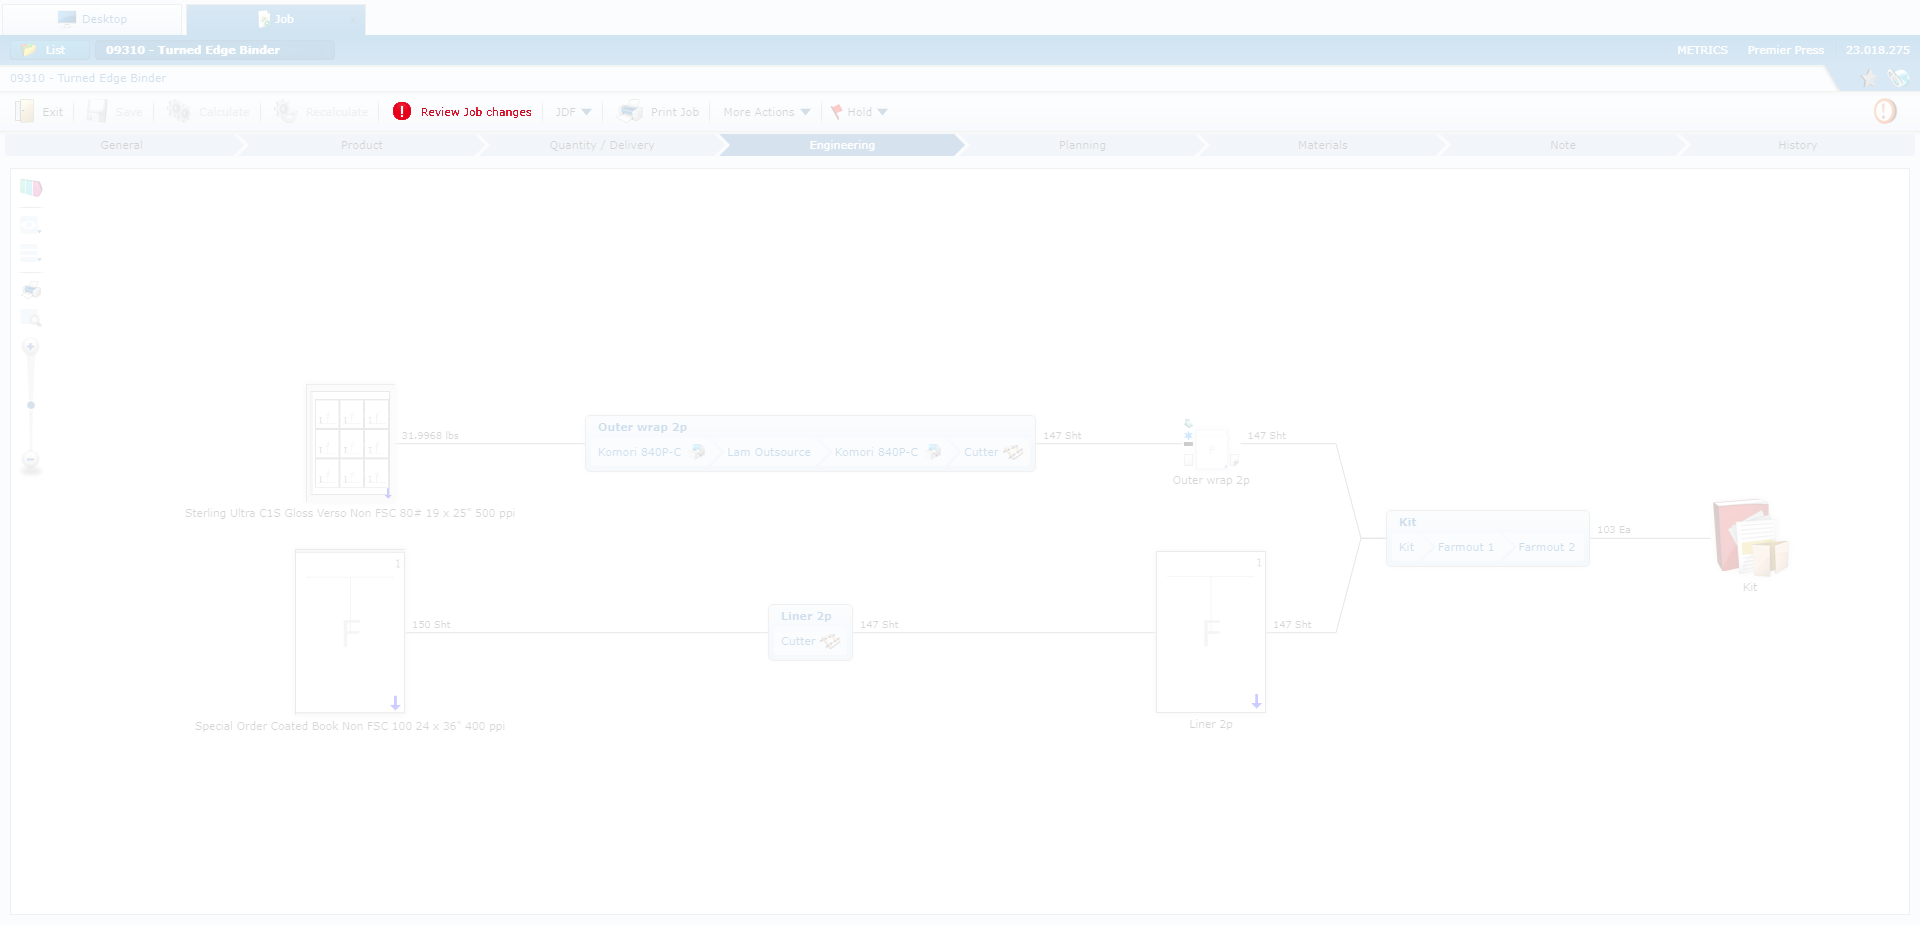 Desktop
Job
List
09310 - Turned Edge Binder
METRICS
Premier Press
23.018.275
09310 - Turned Edge Binder
Exit
Save
Calculate
Recalculate
Review Job changes
JDF
Print Job
More Actions
Hold
General
Product
Quantity / Delivery
Engineering
Planning
Materials
Note
History
31.9968 lbs
Outer wrap 2p
Komori 840P-C
Lam Outsource
Komori 840P-C
Cutter
147 Sht
147 Sht
Outer wrap 2p
Sterling Ultra C1S Gloss Verso Non FSC 80# 19 x 25" 500 ppi
Kit
Kit
Farmout 1
Farmout 2
103 Ea
Kit
1
F
150 Sht
Liner 2p
Cutter
147 Sht
1
F
147 Sht
Special Order Coated Book Non FSC 100 24 x 36" 400 ppi
Liner 2p